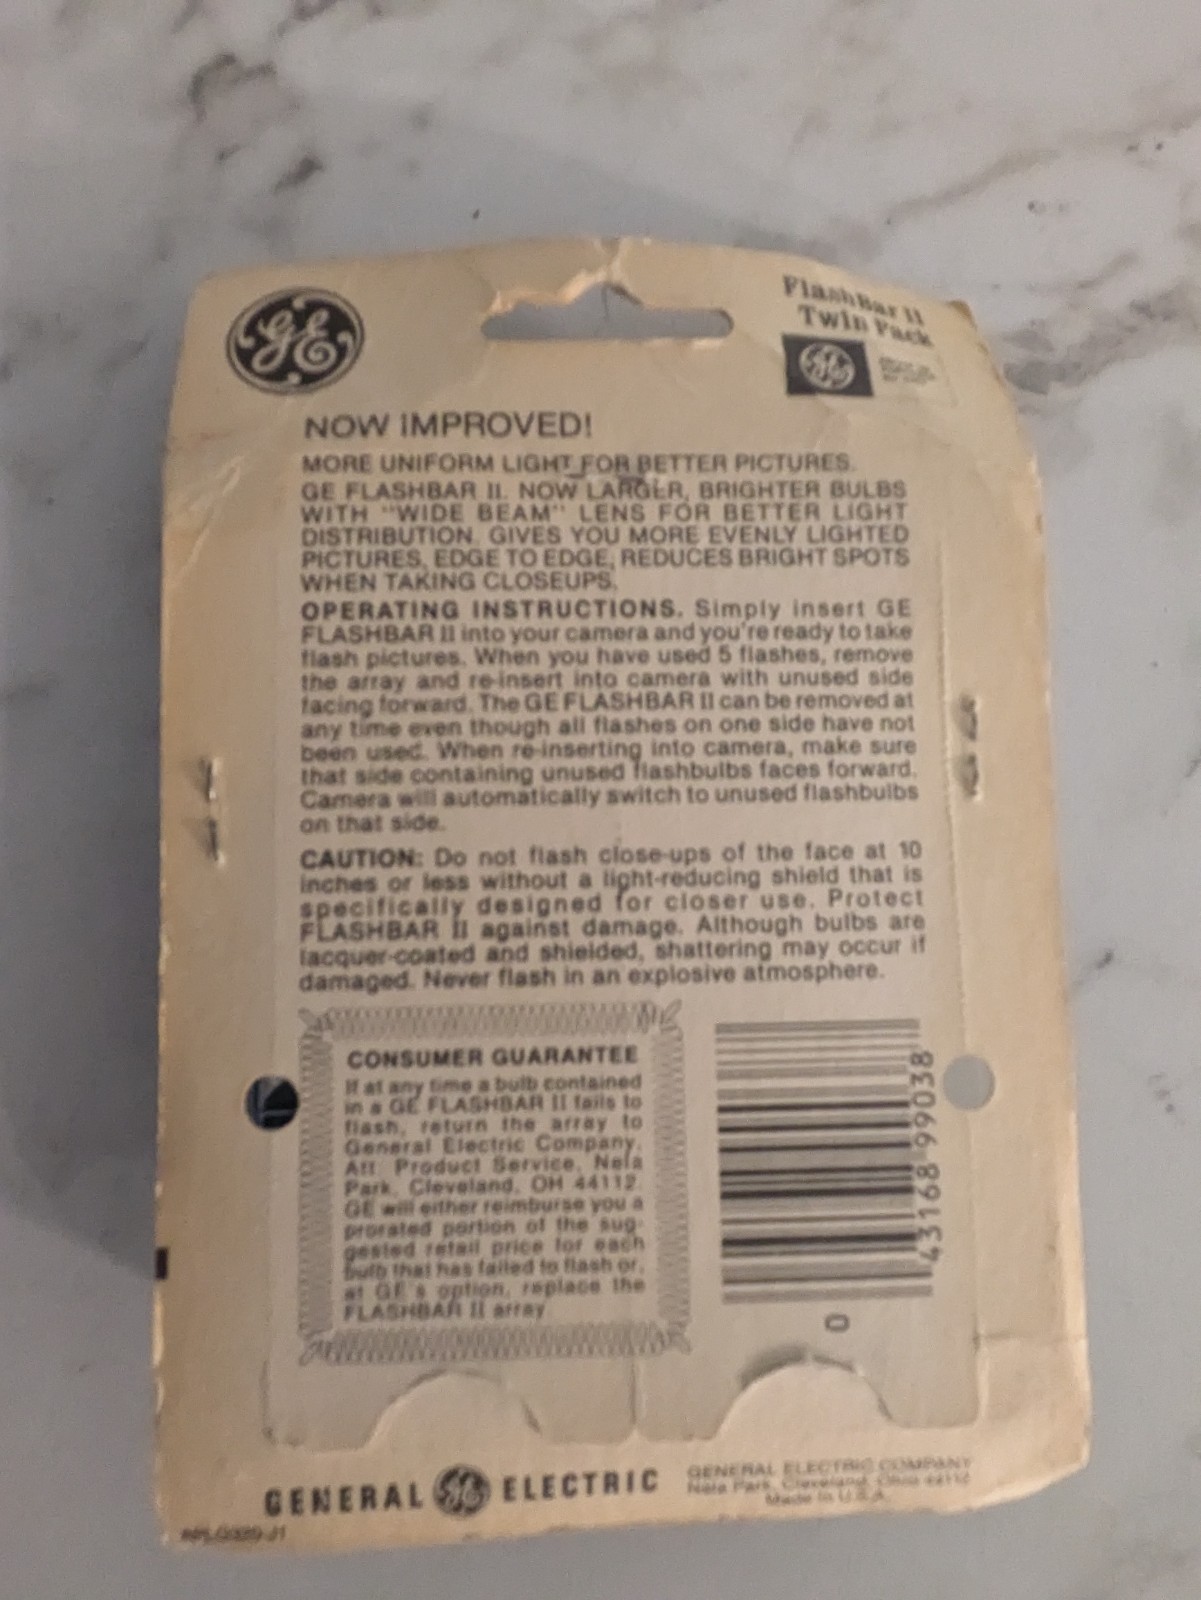 GE
FlashBar II
Twin Pack
GE
NOW IMPROVED!
MORE UNIFORM LIGHT FOR BETTER PICTURES.
GE FLASHBAR II. NOW LARGER, BRIGHTER BULBS
WITH "WIDE BEAM" LENS FOR BETTER LIGHT
DISTRIBUTION. GIVES YOU MORE EVENLY LIGHTED
PICTURES, EDGE TO EDGE, REDUCES BRIGHT SPOTS
WHEN TAKING CLOSEUPS.
OPERATING INSTRUCTIONS. Simply insert GE
FLASHBAR II into your camera and you're ready to take
flash pictures. When you have used 5 flashes, remove
the array and re-insert into camera with unused side
facing forward. The GE FLASHBAR II can be removed at
any time even though all flashes on one side have not
been used. When re-inserting into camera, make sure
that side containing unused flashbulbs faces forward.
Camera will automatically switch to unused flashbulbs
on that side.
CAUTION: Do not flash close-ups of the face at 10
inches or less without a light-reducing shield that is
specifically designed for closer use. Protect
FLASHBAR II against damage. Although bulbs are
lacquer-coated and shielded, shattering may occur if
damaged. Never flash in an explosive atmosphere.
CONSUMER GUARANTEE
If at any time a bulb contained
in a GE FLASHBAR II fails to
flash, return the array to
General Electric Company,
Att: Product Service, Nela
Park, Cleveland, OH 44112.
GE will either reimburse you a
prorated portion of the sug-
gested retail price for each
bulb that has failed to flash or,
at GE's option, replace the
FLASHBAR II array.
43168 99038
0
GENERAL GE ELECTRIC
GENERAL ELECTRIC COMPANY
Nela Park, Cleveland, Ohio 44112
Made in U.S.A.